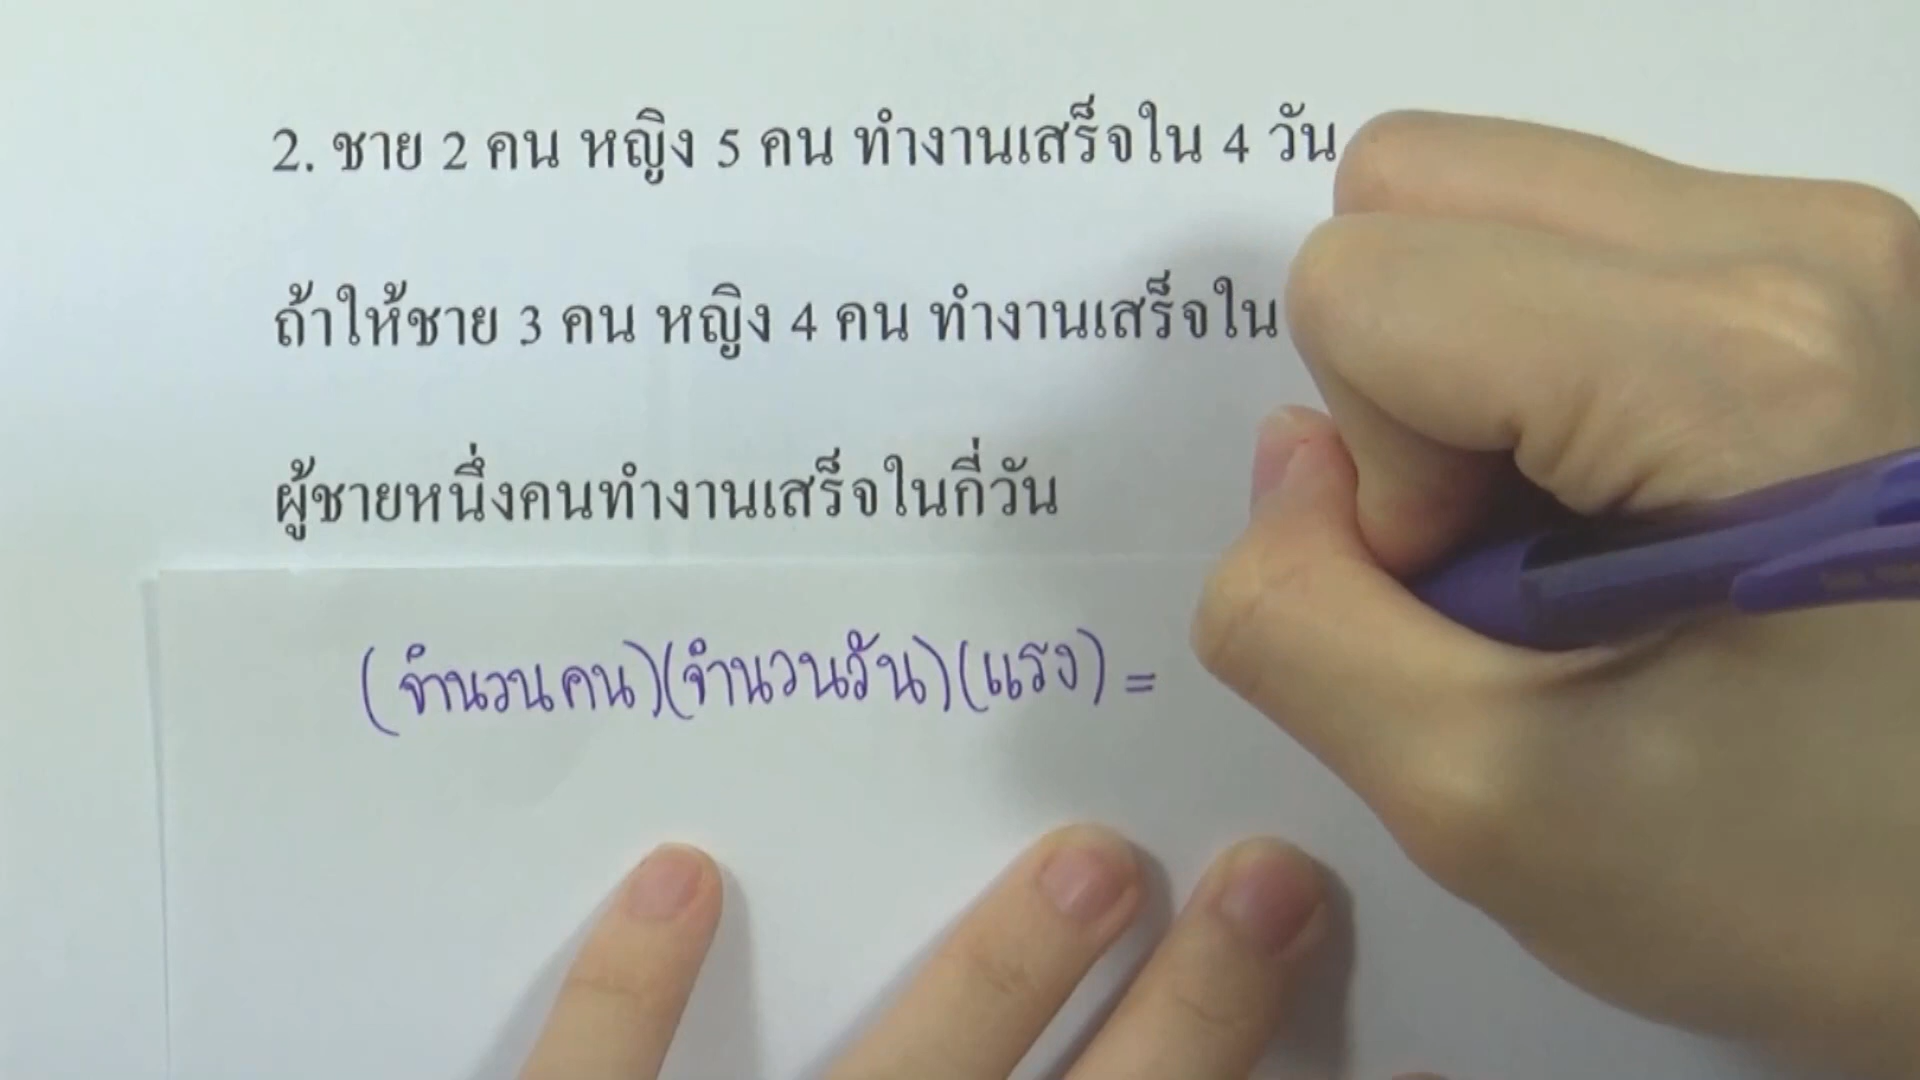 2. ชาย 2 คน หญิง 5 คน ทำงานเสร็จใน 4 วัน
ถ้าให้ชาย 3 คน หญิง 4 คน ทำงานเสร็จใน
ผู้ชายหนึ่งคนทำงานเสร็จในกี่วัน
(จำนวนคน)(จำนวนวัน)(แรง) =